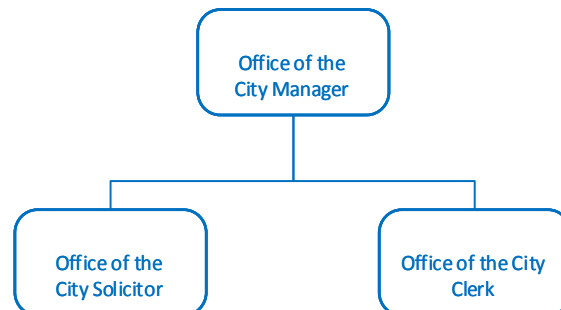 Office of the
City Manager
Office of the
City Solicitor
Office of the City
Clerk